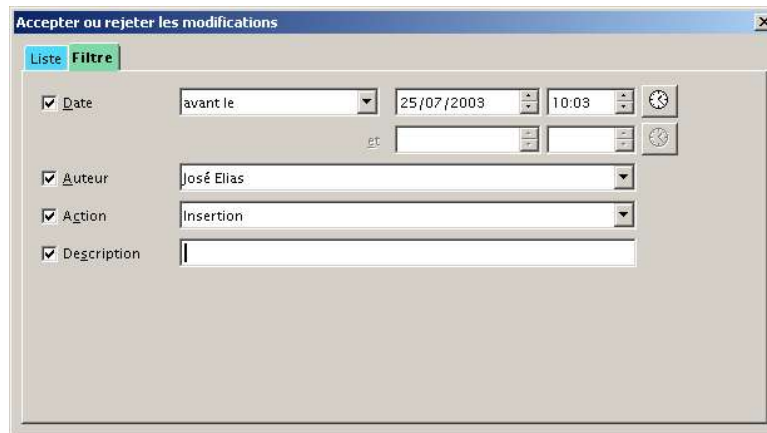 Accepter ou rejeter les modifications
Liste Filtre
Date avant le 25/07/2003 10:03
et
Auteur José Elias
Action Insertion
Description